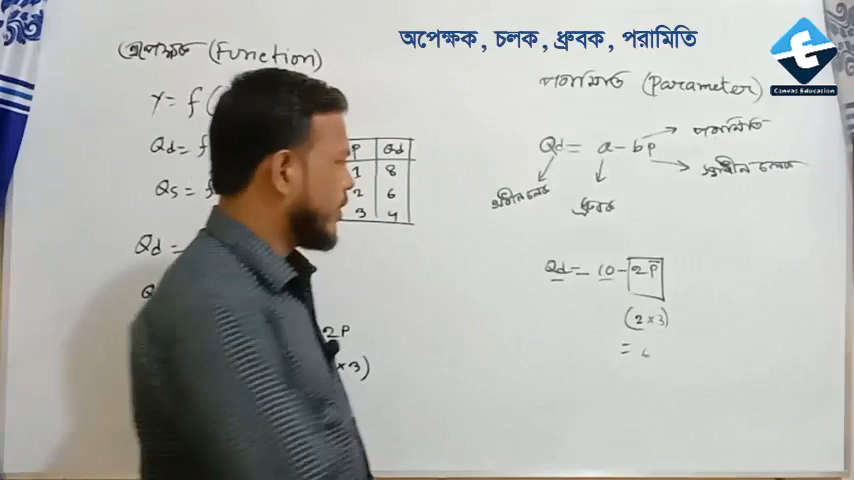 অপেক্ষক, চলক, ধ্রুবক, পরামিতি
Canvas Education
অপেক্ষক (Function)
Y = f (
Qd = f
Qs = f
P Qd
1 8
2 6
3 4
Qd =
2P
× 3)
পরামিতি (Parameter)
Qd = a - bP
পরামিতি
স্বাধীন চলক
অধীন চলক
ধ্রুবক
Qd = 10 - 2P
(2 × 3)
= 6